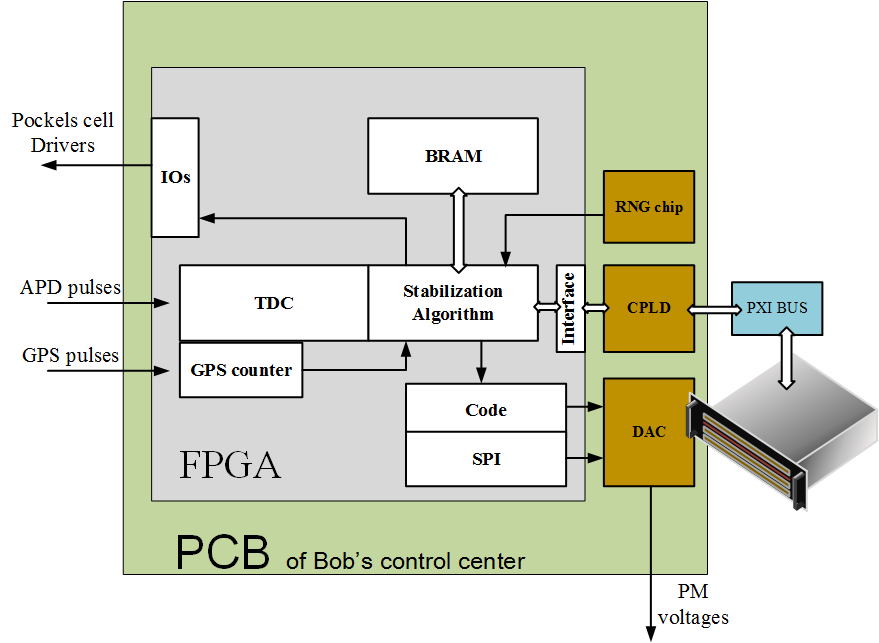 Pockels cell
Drivers
IOs
BRAM
RNG chip
APD pulses
TDC
Stabilization
Algorithm
Interface
CPLD
PXI BUS
GPS pulses
GPS counter
Code
SPI
DAC
FPGA
PCB of Bob's control center
PM
voltages